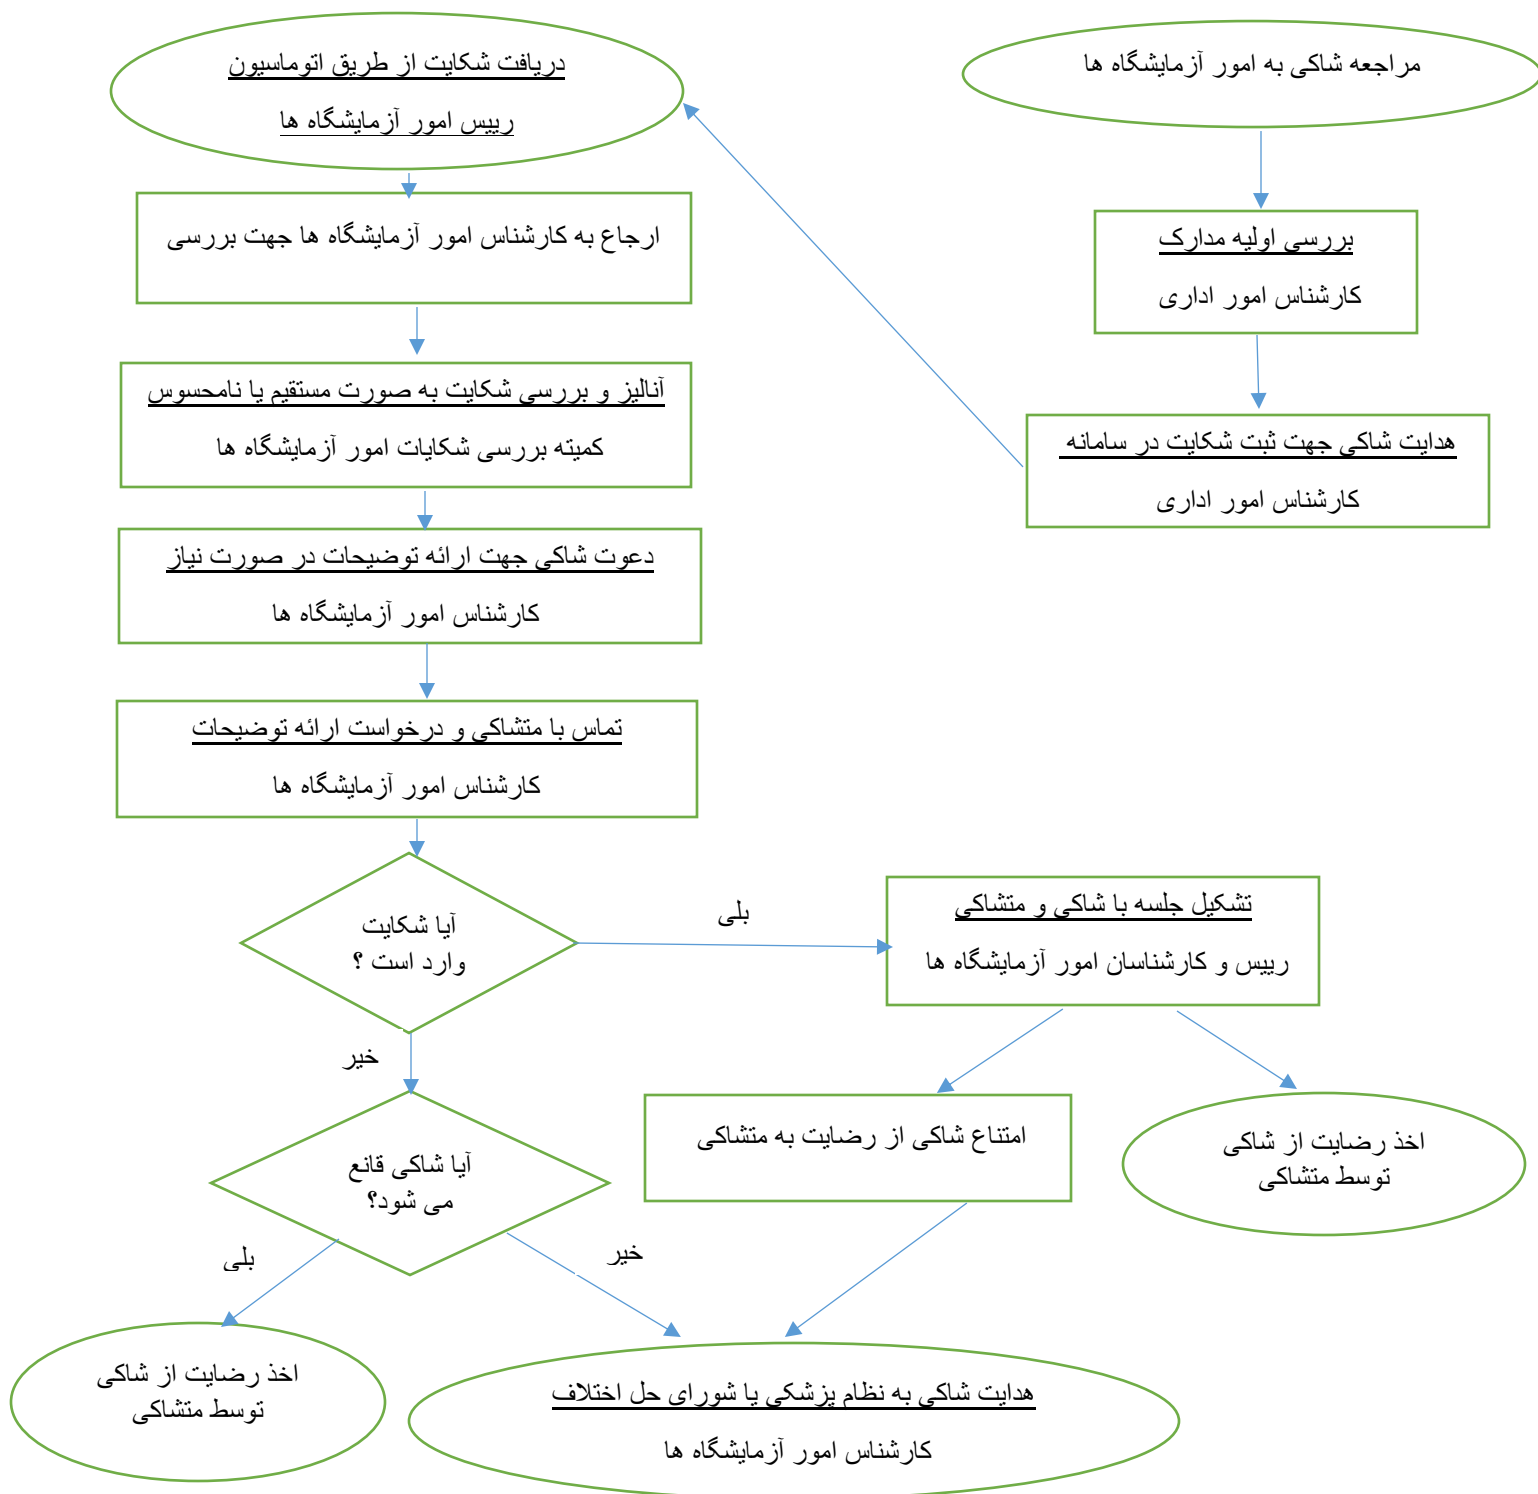 مراجعه شاکی به امور آزمایشگاه ها
بررسی اولیه مدارک
کارشناس امور اداری
هدایت شاکی جهت ثبت شکایت در سامانه
کارشناس امور اداری
دریافت شکایت از طریق اتوماسیون
رییس امور آزمایشگاه ها
ارجاع به کارشناس امور آزمایشگاه ها جهت بررسی
آنالیز و بررسی شکایت به صورت مستقیم یا نامحسوس
کمیته بررسی شکایات امور آزمایشگاه ها
دعوت شاکی جهت ارائه توضیحات در صورت نیاز
کارشناس امور آزمایشگاه ها
تماس با متشاکی و درخواست ارائه توضیحات
کارشناس امور آزمایشگاه ها
آیا شکایت
وارد است ؟
بلی
تشکیل جلسه با شاکی و متشاکی
رییس و کارشناسان امور آزمایشگاه ها
خیر
امتناع شاکی از رضایت به متشاکی
اخذ رضایت از شاکی
توسط متشاکی
آیا شاکی قانع
می شود؟
خیر
بلی
اخذ رضایت از شاکی
توسط متشاکی
هدایت شاکی به نظام پزشکی یا شورای حل اختلاف
کارشناس امور آزمایشگاه ها